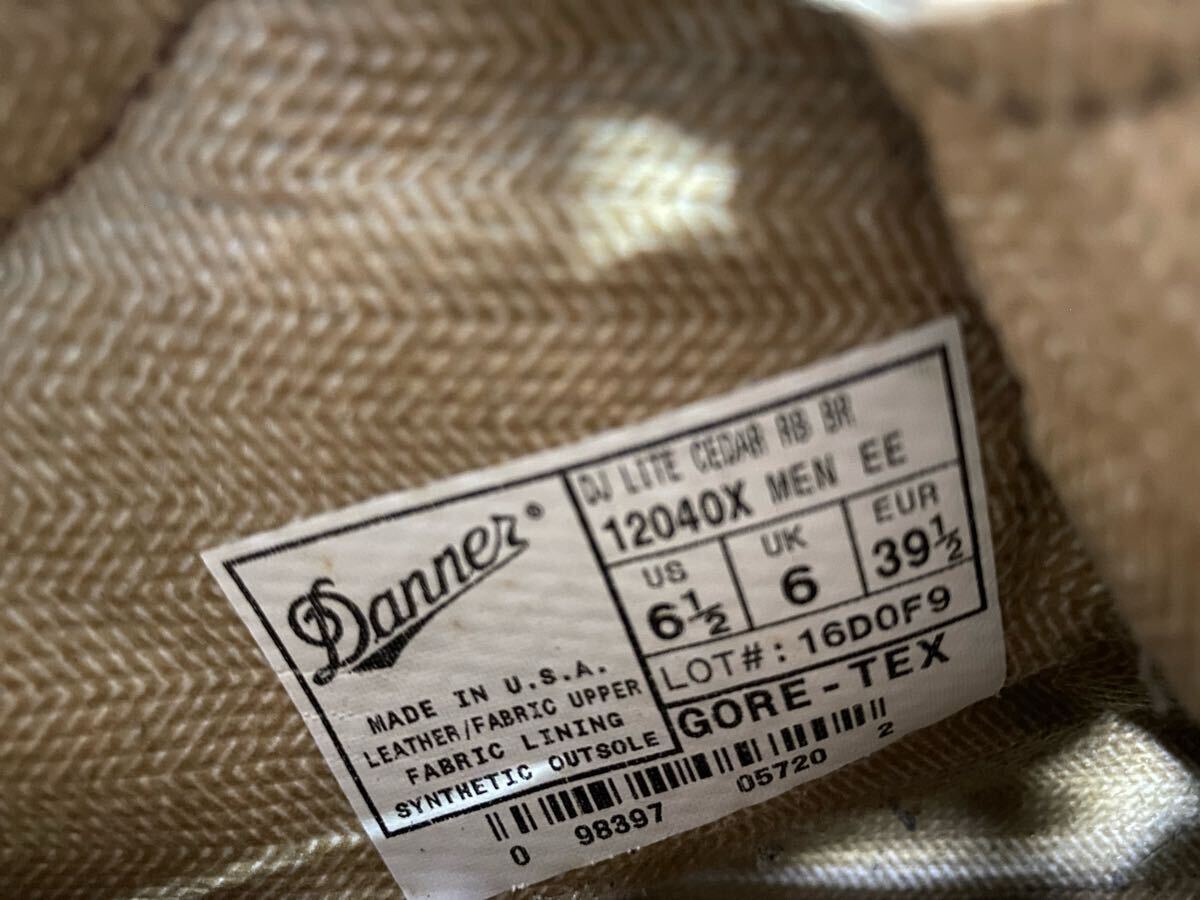 Danner®
MADE IN U.S.A.
LEATHER/FABRIC UPPER
FABRIC LINING
SYNTHETIC OUTSOLE
DJ LITE CEDAR RB BR
12040X MEN EE
US UK EUR
6½ 6 39½
LOT#: 16D0F9
GORE-TEX
0 98397 05720 2